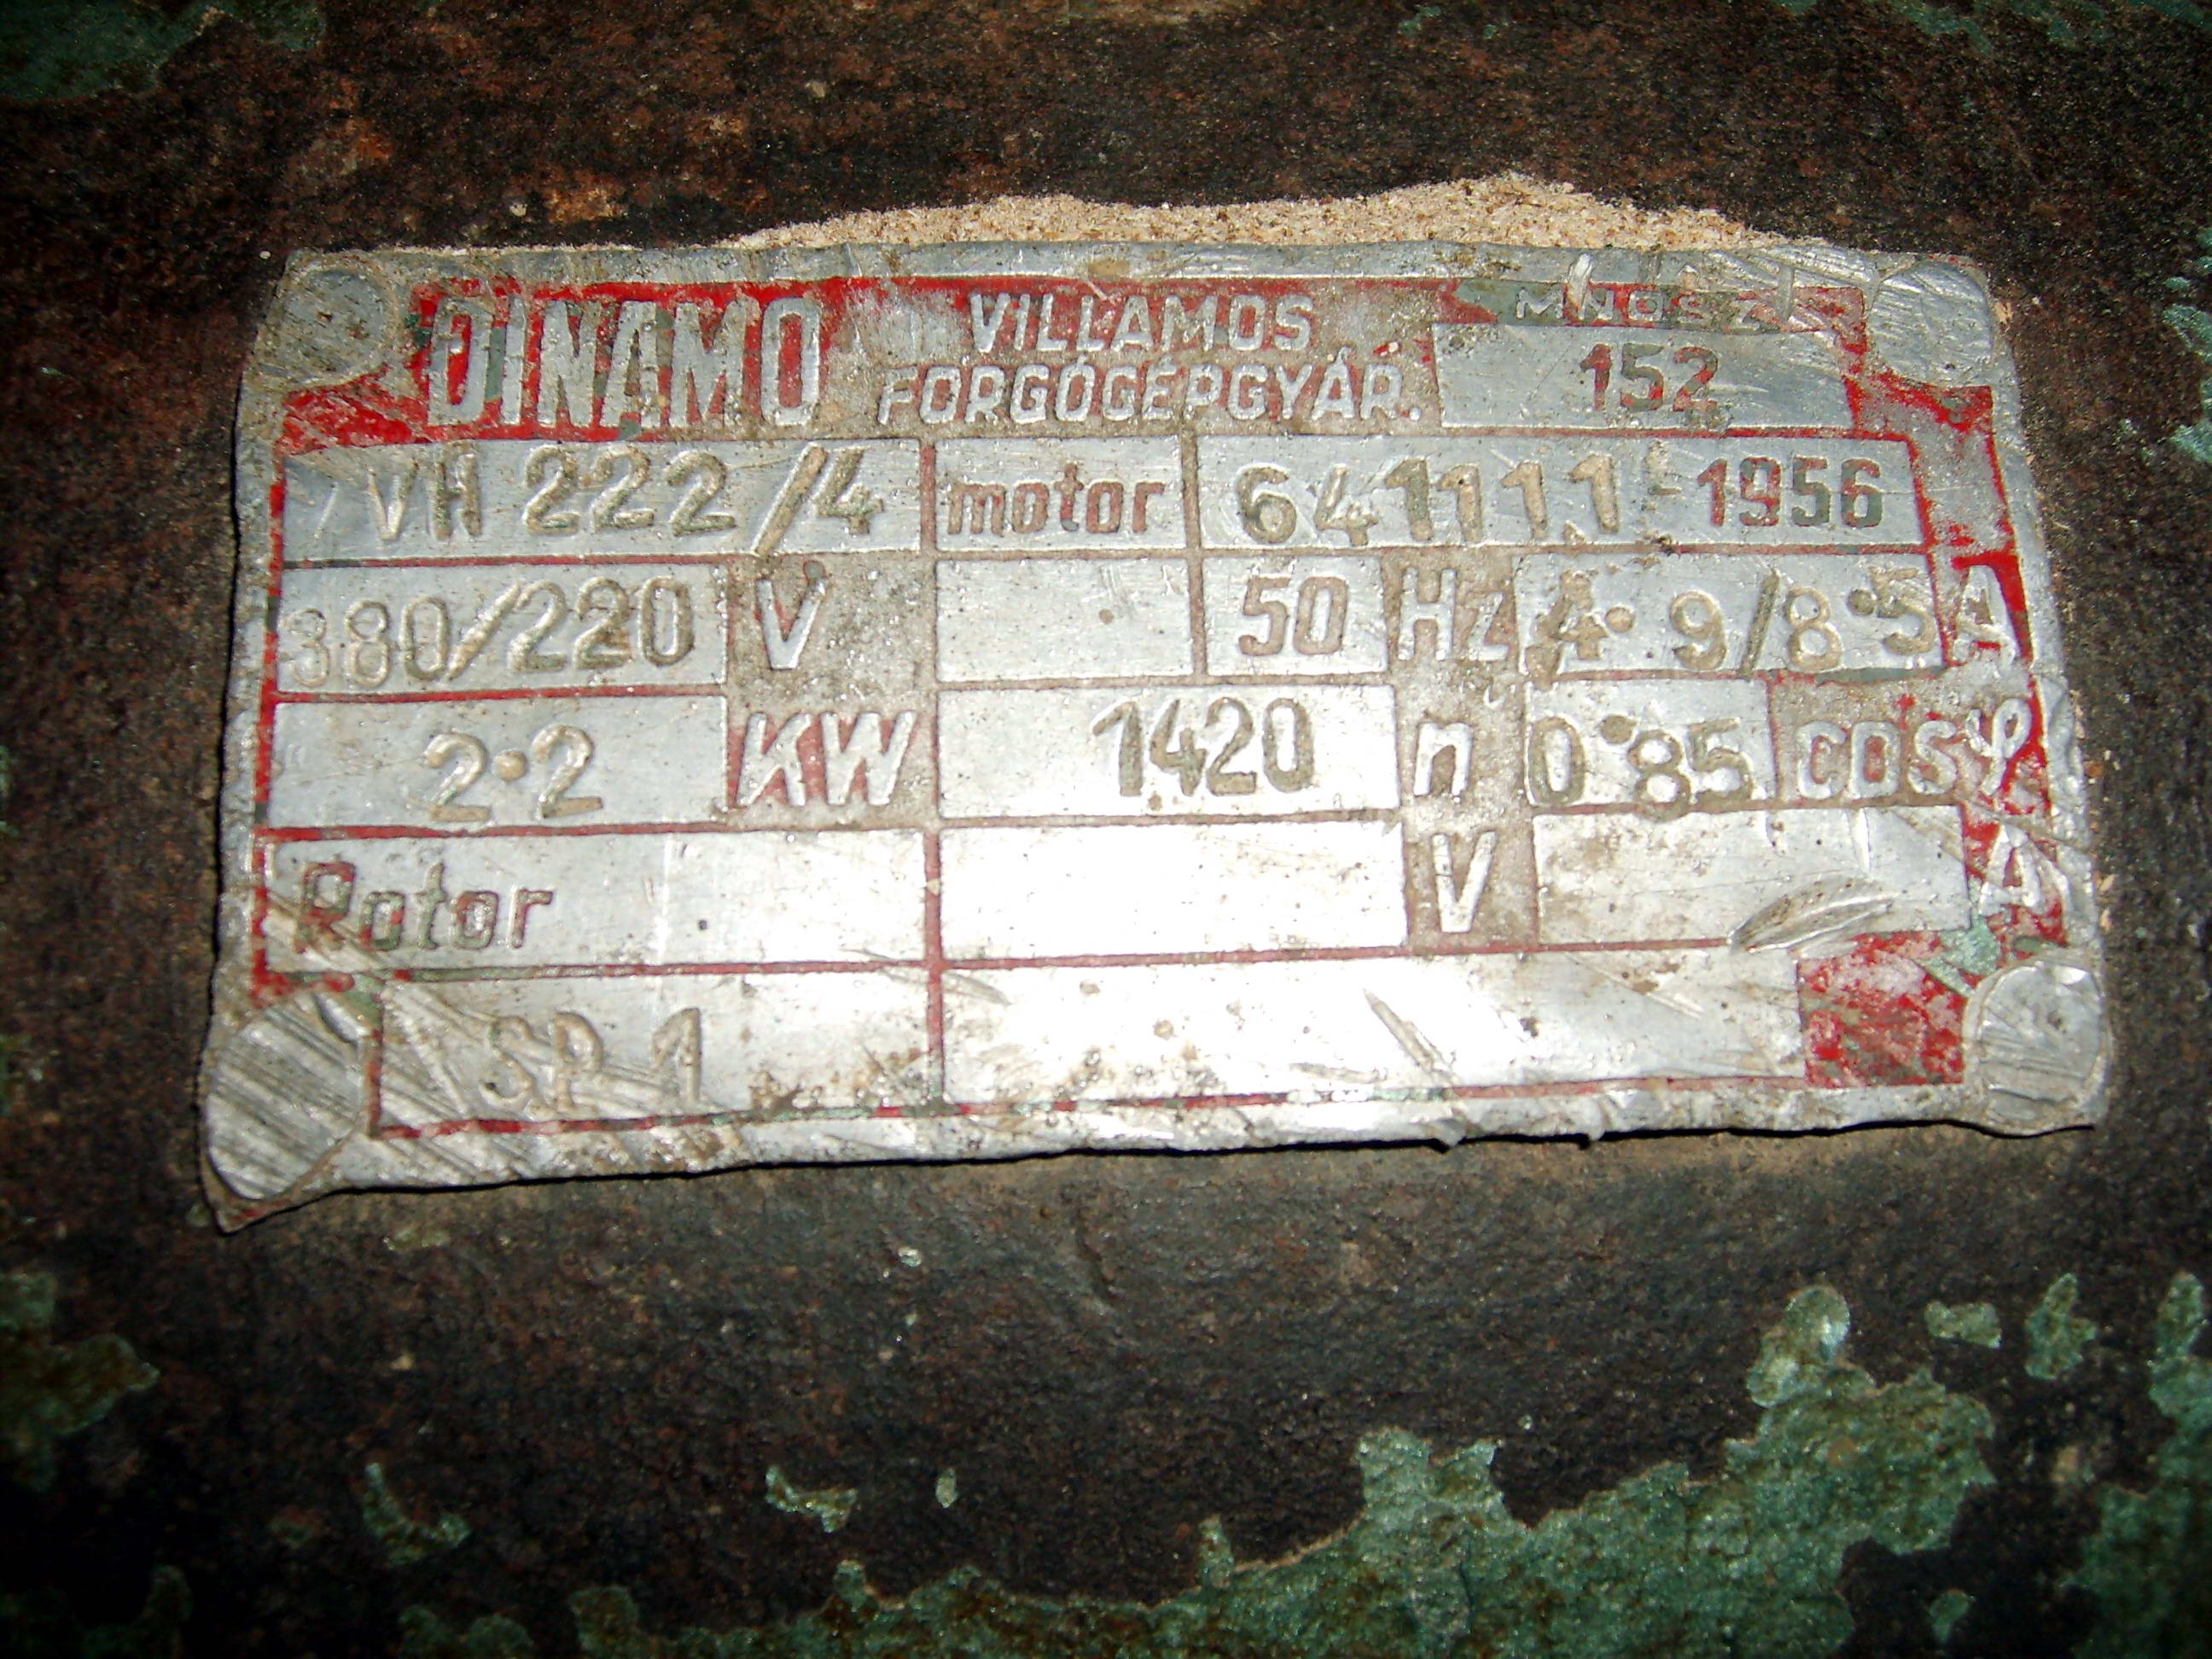 DINAMO VILLAMOS MNOSZ
FORGÓGÉPGYÁR. 152
VH 222/4 motor 641111-1956
380/220 V 50 Hz 4·9/8·5 A
2·2 KW 1420 n 0·85 cosφ
Rotor V A
SP 1